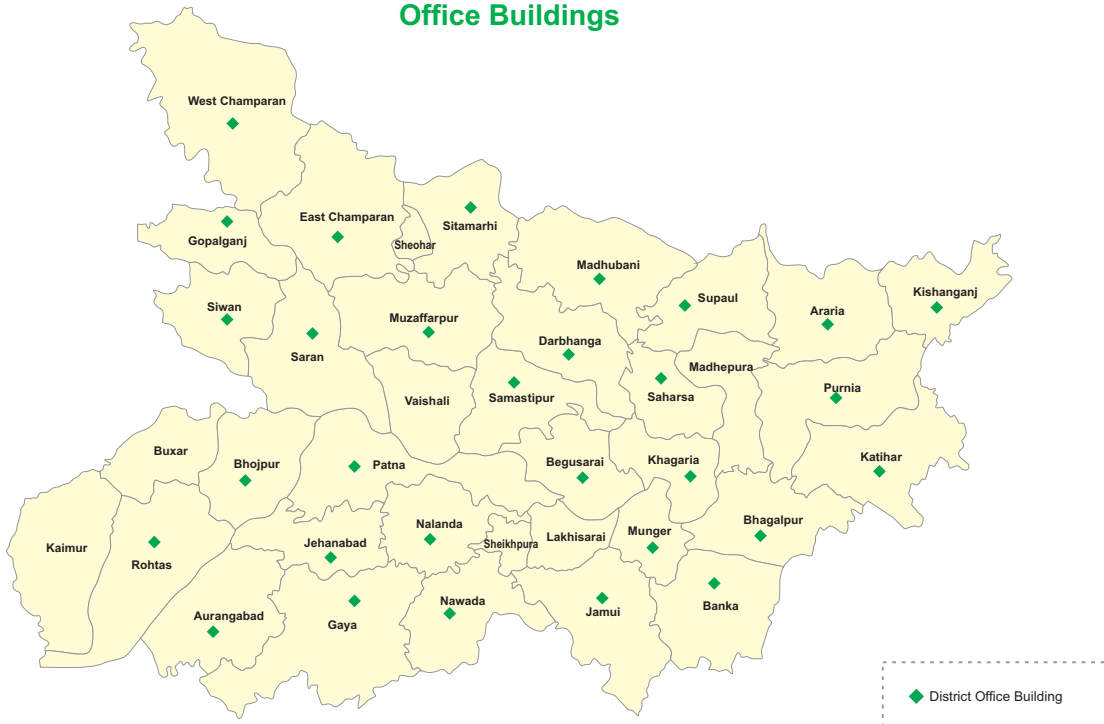 Office Buildings
West Champaran
East Champaran
Sitamarhi
Gopalganj
Sheohar
Madhubani
Kishanganj
Supaul
Siwan
Araria
Muzaffarpur
Darbhanga
Saran
Madhepura
Purnia
Vaishali
Samastipur
Saharsa
Buxar
Bhojpur
Patna
Begusarai
Khagaria
Katihar
Bhagalpur
Nalanda
Munger
Lakhisarai
Jehanabad
Sheikhpura
Kaimur
Rohtas
Nawada
Banka
Jamui
Aurangabad
Gaya
District Office Building